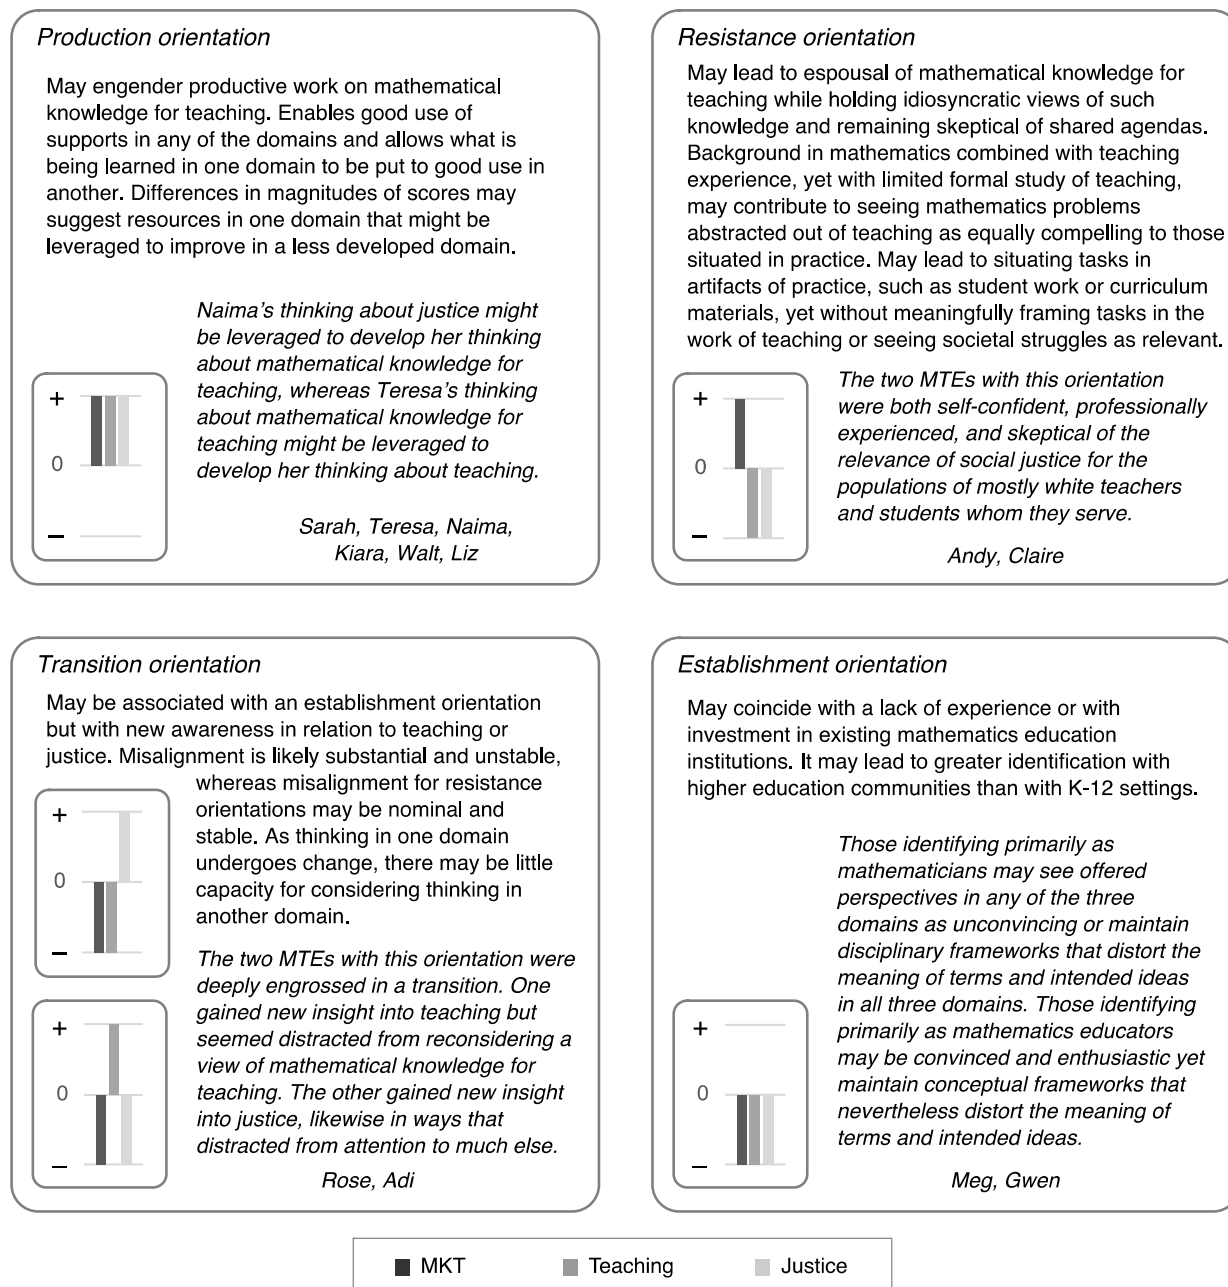 Production orientation
May engender productive work on mathematical
knowledge for teaching. Enables good use of
supports in any of the domains and allows what is
being learned in one domain to be put to good use in
another. Differences in magnitudes of scores may
suggest resources in one domain that might be
leveraged to improve in a less developed domain.
Naima's thinking about justice might
be leveraged to develop her thinking
about mathematical knowledge for
teaching, whereas Teresa's thinking
about mathematical knowledge for
teaching might be leveraged to
develop her thinking about teaching.
+
0
–
Sarah, Teresa, Naima,
Kiara, Walt, Liz
Resistance orientation
May lead to espousal of mathematical knowledge for
teaching while holding idiosyncratic views of such
knowledge and remaining skeptical of shared agendas.
Background in mathematics combined with teaching
experience, yet with limited formal study of teaching,
may contribute to seeing mathematics problems
abstracted out of teaching as equally compelling to those
situated in practice. May lead to situating tasks in
artifacts of practice, such as student work or curriculum
materials, yet without meaningfully framing tasks in the
work of teaching or seeing societal struggles as relevant.
+
0
–
The two MTEs with this orientation
were both self-confident, professionally
experienced, and skeptical of the
relevance of social justice for the
populations of mostly white teachers
and students whom they serve.
Andy, Claire
Transition orientation
May be associated with an establishment orientation
but with new awareness in relation to teaching or
justice. Misalignment is likely substantial and unstable,
whereas misalignment for resistance
orientations may be nominal and
stable. As thinking in one domain
undergoes change, there may be little
capacity for considering thinking in
another domain.
+
0
–
The two MTEs with this orientation were
deeply engrossed in a transition. One
gained new insight into teaching but
seemed distracted from reconsidering a
view of mathematical knowledge for
teaching. The other gained new insight
into justice, likewise in ways that
distracted from attention to much else.
+
0
–
Rose, Adi
Establishment orientation
May coincide with a lack of experience or with
investment in existing mathematics education
institutions. It may lead to greater identification with
higher education communities than with K-12 settings.
Those identifying primarily as
mathematicians may see offered
perspectives in any of the three
domains as unconvincing or maintain
disciplinary frameworks that distort the
meaning of terms and intended ideas
in all three domains. Those identifying
primarily as mathematics educators
may be convinced and enthusiastic yet
maintain conceptual frameworks that
nevertheless distort the meaning of
terms and intended ideas.
+
0
–
Meg, Gwen
MKT Teaching Justice